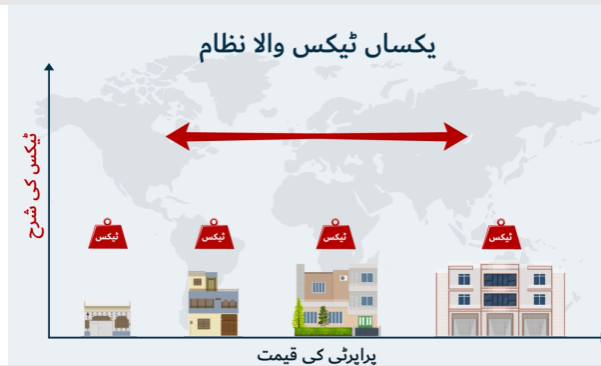 یکساں ٹیکس والا نظام
ٹیکس کی شرح
ٹیکس
ٹیکس
ٹیکس
ٹیکس
پراپرٹی کی قیمت